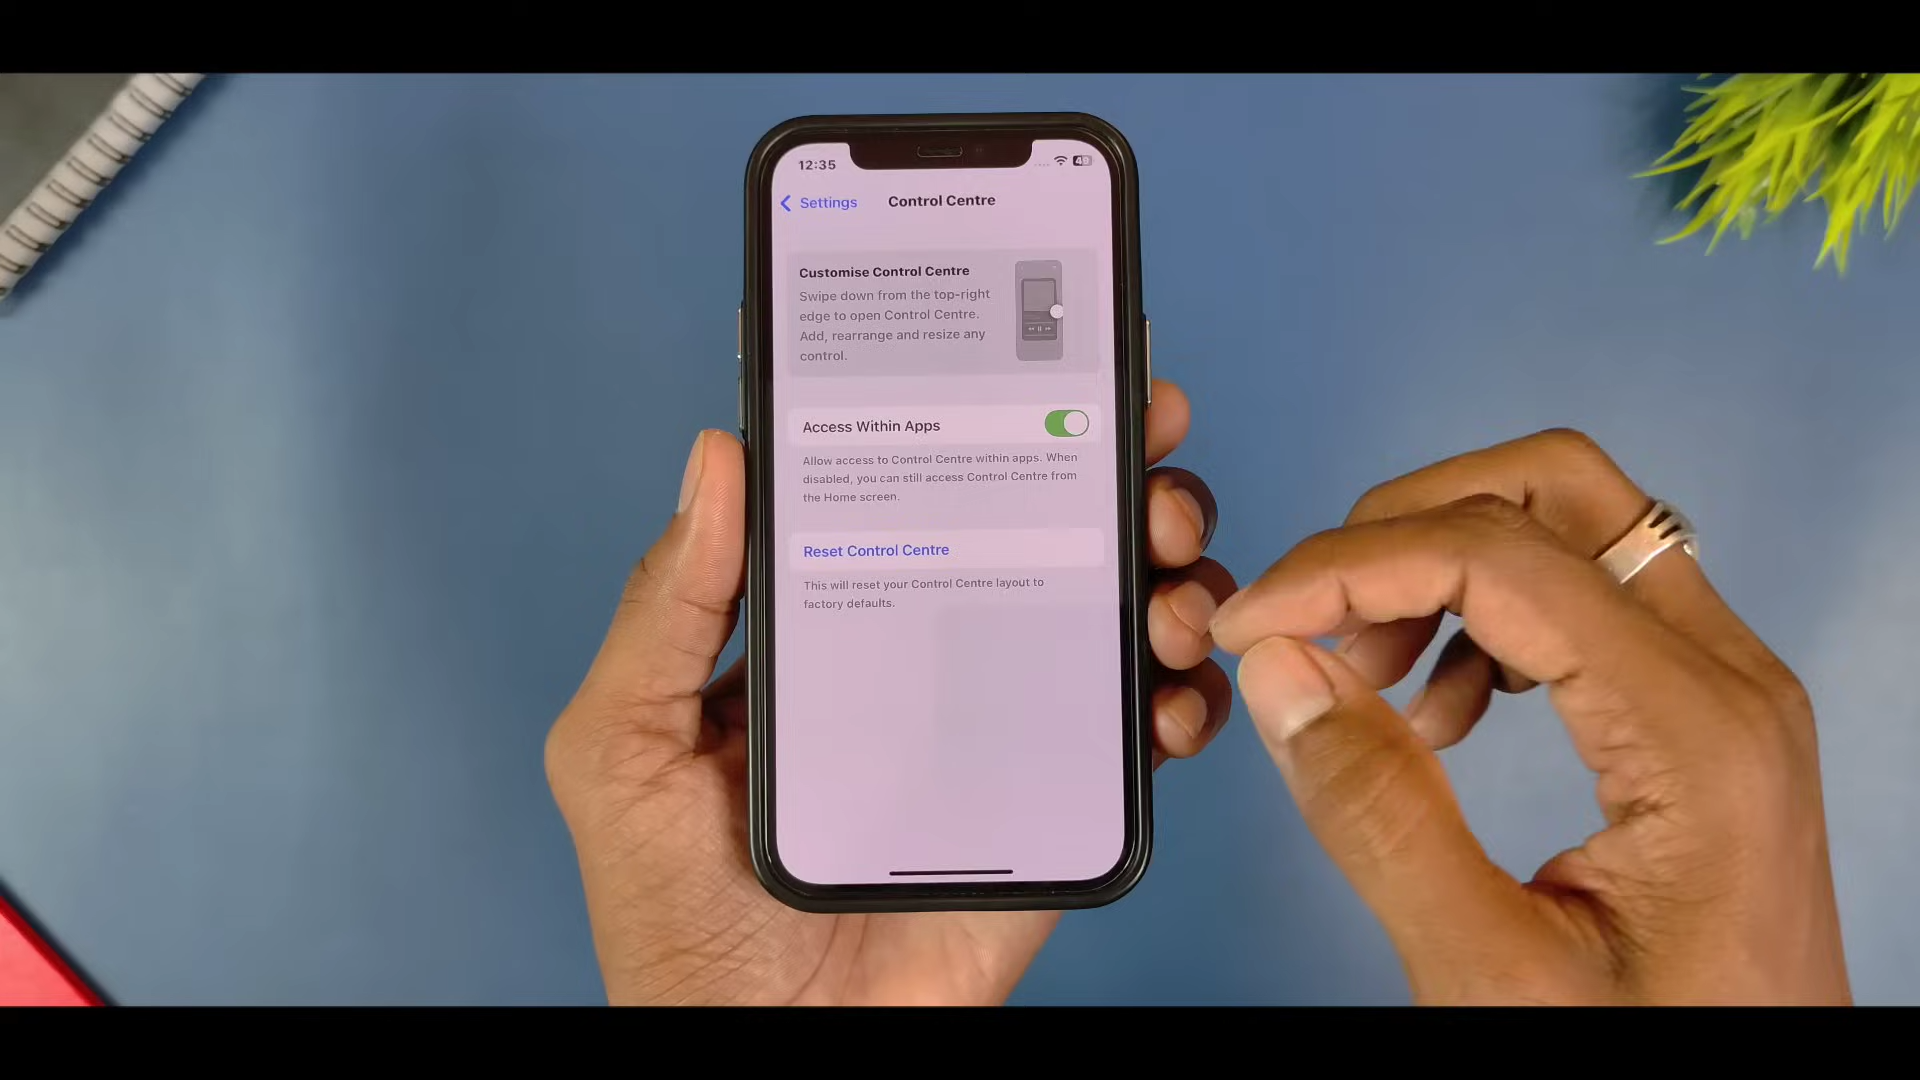 12:35
49
Settings
Control Centre
Customise Control Centre
Swipe down from the top-right
edge to open Control Centre.
Add, rearrange and resize any
control.
Access Within Apps
Allow access to Control Centre within apps. When
disabled, you can still access Control Centre from
the Home screen.
Reset Control Centre
This will reset your Control Centre layout to
factory defaults.